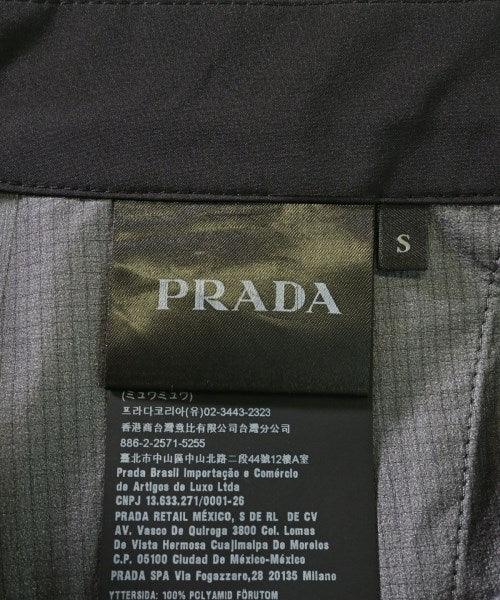 PRADA
S
(ミュウミュウ)
프라다코리아(유)02-3443-2323
香港商台灣繆比有限公司台灣分公司
886-2-2571-5255
臺北市中山區中山北路二段44號12樓A室
Prada Brasil Importação e Comércio
de Artigos de Luxo Ltda
CNPJ 13.633.271/0001-26
PRADA RETAIL MÉXICO, S DE RL DE CV
AV. Vasco De Quiroga 3800 Col. Lomas
De Vista Hermosa Cuajimalpa De Morelos
C.P. 05100 Ciudad De México-México
PRADA SPA Via Fogazzaro,28 20135 Milano
YTTERSIDA: 100% POLYAMID FÖRUTOM